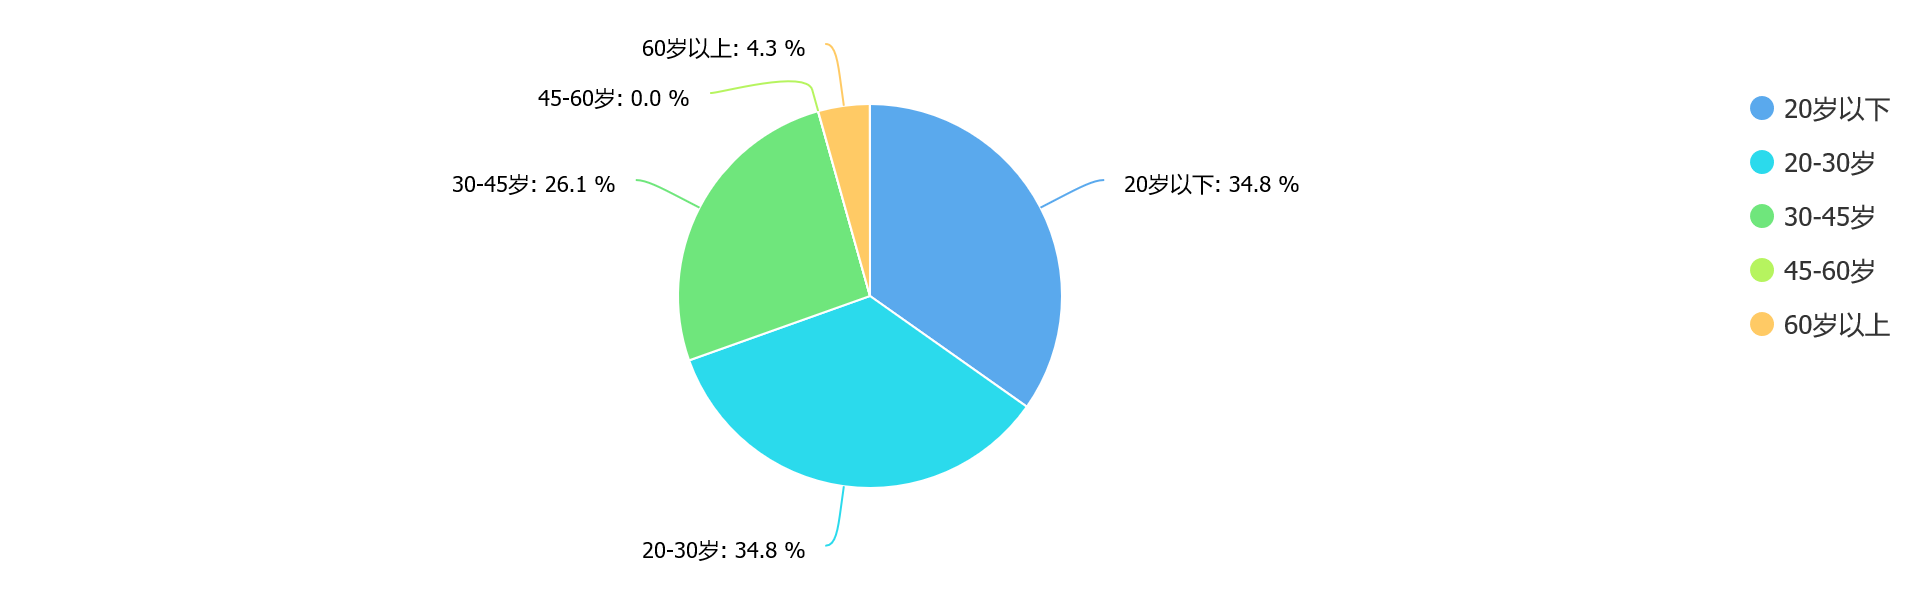 60岁以上: 4.3 %
45-60岁: 0.0 %
30-45岁: 26.1 %
20岁以下: 34.8 %
20-30岁: 34.8 %
20岁以下
20-30岁
30-45岁
45-60岁
60岁以上